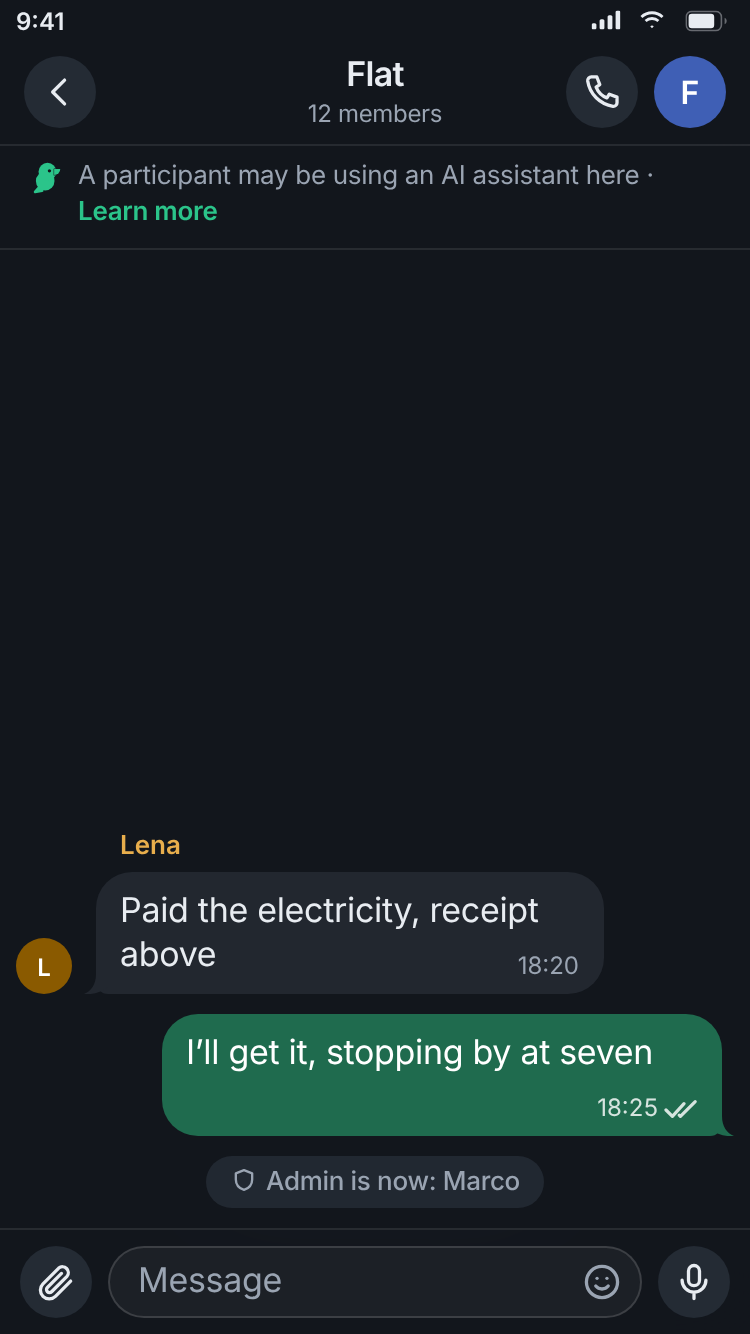 9:41
Flat
12 members
F
A participant may be using an AI assistant here ·
Learn more
Lena
Paid the electricity, receipt
above
18:20
L
I’ll get it, stopping by at seven
18:25
Admin is now: Marco
Message